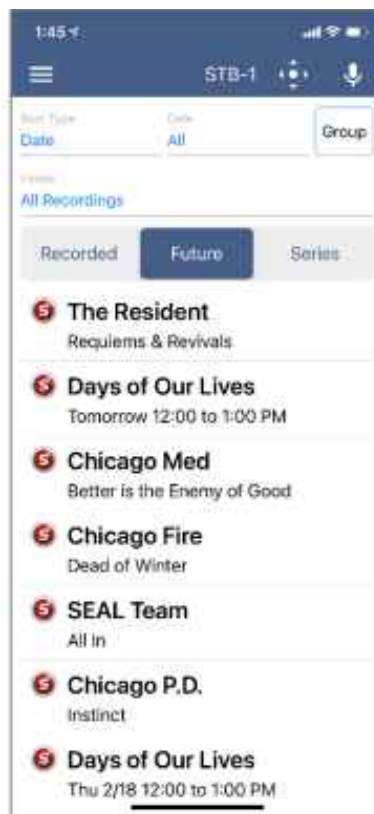 1:45
STB-1
Sort Type
Date
All
Group
All Recordings
Recorded Future Series
S The Resident
Requiems & Revivals
S Days of Our Lives
Tomorrow 12:00 to 1:00 PM
S Chicago Med
Better is the Enemy of Good
S Chicago Fire
Dead of Winter
S SEAL Team
All In
S Chicago P.D.
Instinct
S Days of Our Lives
Thu 2/18 12:00 to 1:00 PM